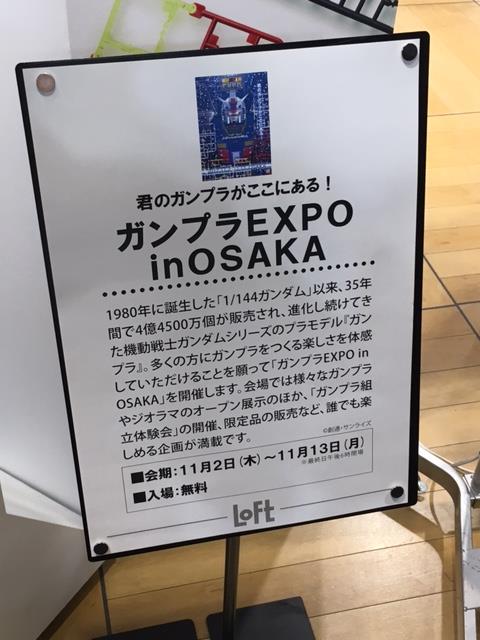 君のガンプラがここにある!
ガンプラEXPO
inOSAKA
1980年に誕生した「1/144ガンダム」以来、35年
間で4億4500万個が販売され、進化し続けてき
た機動戦士ガンダムシリーズのプラモデル『ガン
プラ』。多くの方にガンプラをつくる楽しさを体感
していただけることを願って「ガンプラEXPO in
OSAKA」を開催します。会場では様々なガンプラ
やジオラマのオープン展示のほか、「ガンプラ組
立体験会」の開催、限定品の販売など、誰でも楽
しめる企画が満載です。
©創通・サンライズ
■会期:11月2日(木)〜11月13日(月)
※最終日午後6時閉場
■入場:無料
LOFT